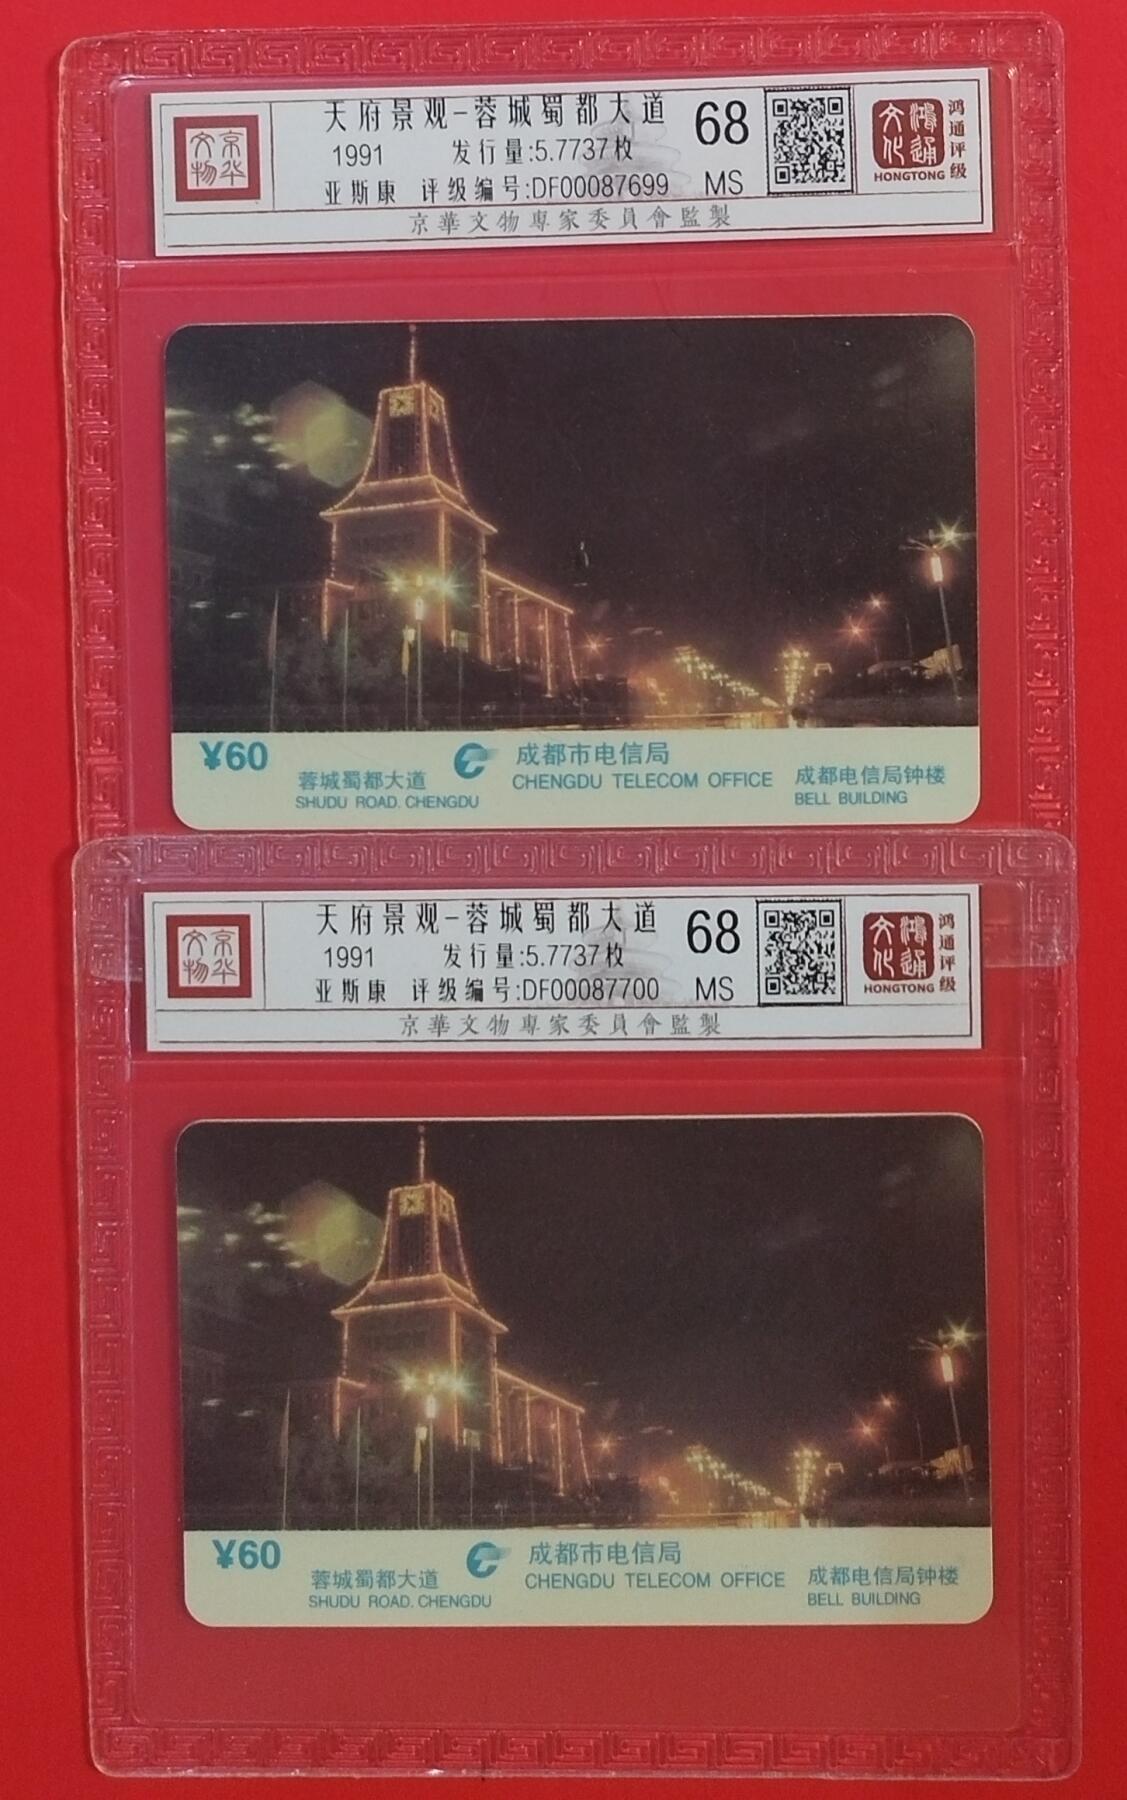 京华
文物
天府景观-蓉城蜀都大道
68
1991 发行量:5.7737枚
亚斯康 评级编号:DF00087699 MS
京華文物專家委員會監製
鸿通
文化
HONGTONG
鸿通评级
¥60
蓉城蜀都大道
SHUDU ROAD. CHENGDU
成都市电信局
CHENGDU TELECOM OFFICE
成都电信局钟楼
BELL BUILDING
京华
文物
天府景观-蓉城蜀都大道
68
1991 发行量:5.7737枚
亚斯康 评级编号:DF00087700 MS
京華文物專家委員會監製
鸿通
文化
HONGTONG
鸿通评级
¥60
蓉城蜀都大道
SHUDU ROAD. CHENGDU
成都市电信局
CHENGDU TELECOM OFFICE
成都电信局钟楼
BELL BUILDING